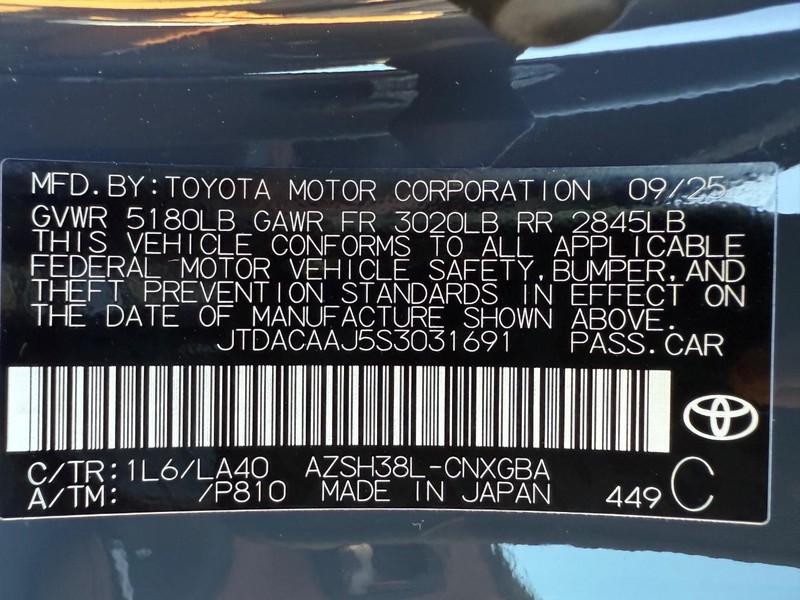 MFD.BY:TOYOTA MOTOR CORPORATION 09/25
GVWR 5180LB GAWR FR 3020LB RR 2845LB
THIS VEHICLE CONFORMS TO ALL APPLICABLE
FEDERAL MOTOR VEHICLE SAFETY,BUMPER,AND
THEFT PREVENTION STANDARDS IN EFFECT ON
THE DATE OF MANUFACTURE SHOWN ABOVE.
JTDACAAJ5S3031691 PASS.CAR
C/TR:1L6/LA40 AZSH38L-CNXGBA
A/TM: /P810 MADE IN JAPAN 449 C